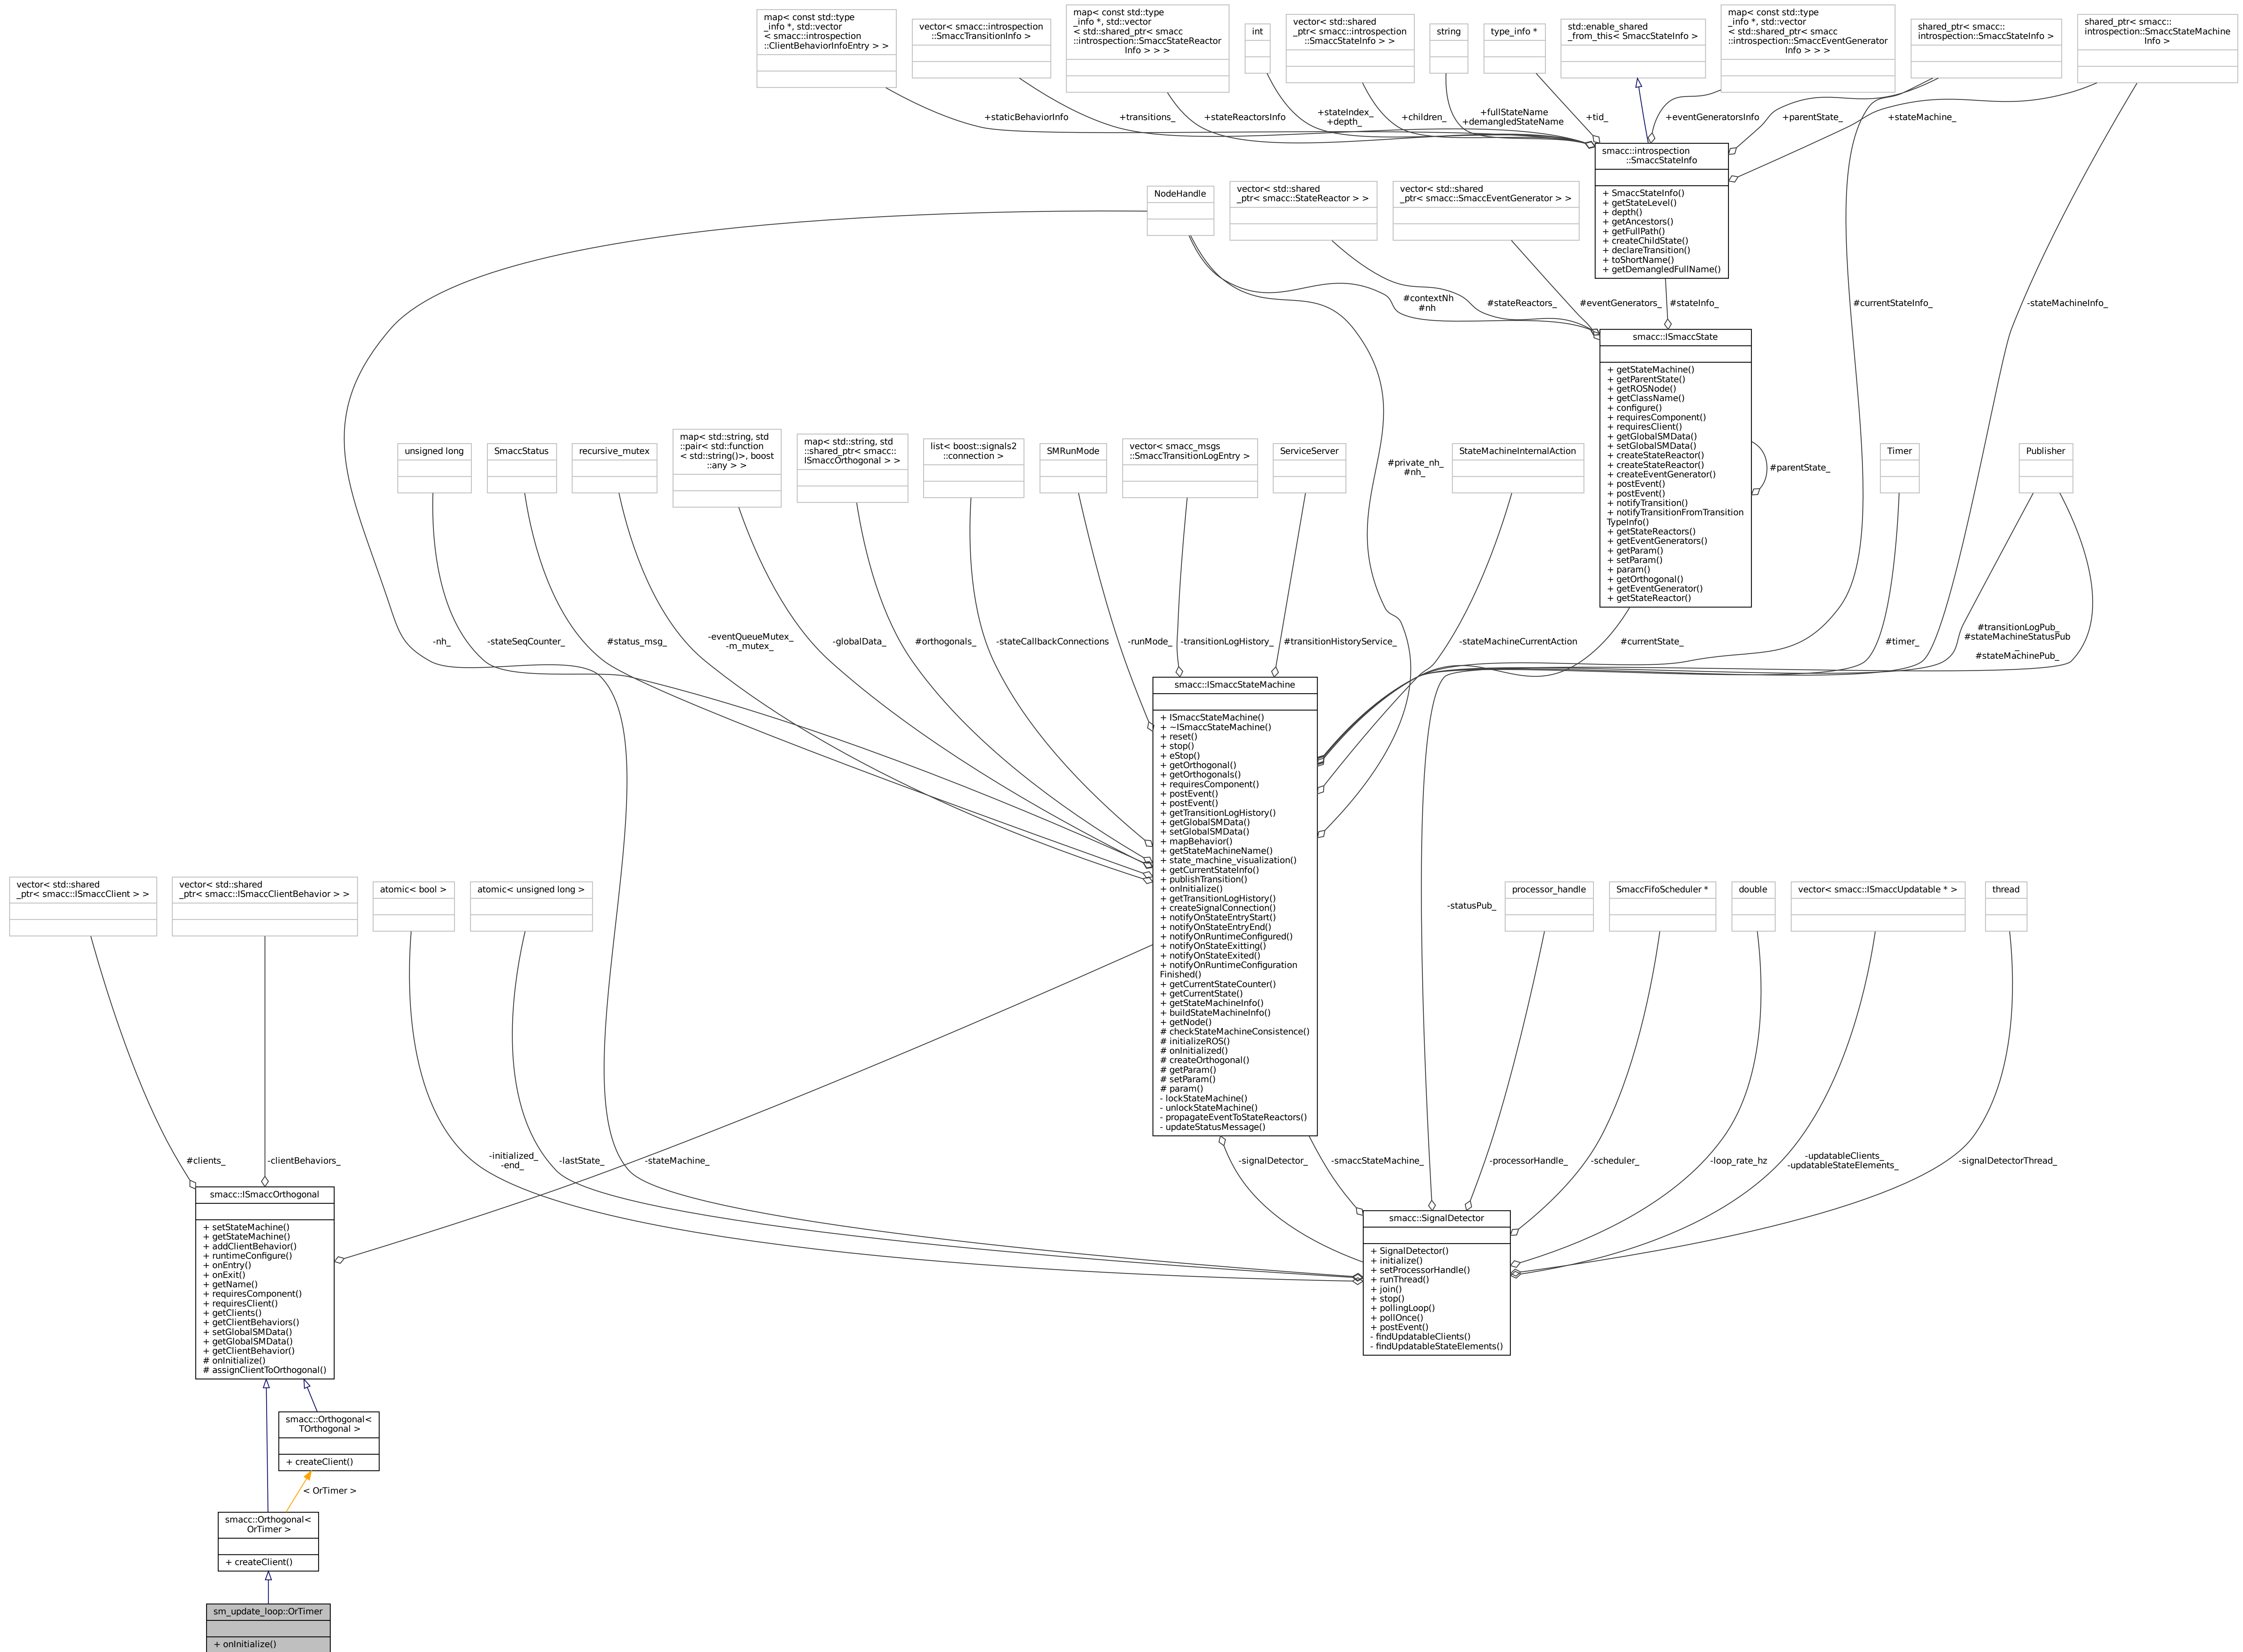 map< const std::type
_info *, std::vector
< smacc::introspection
::ClientBehaviorInfoEntry > >
vector< smacc::introspection
::SmaccTransitionInfo >
map< const std::type
_info *, std::vector
< std::shared_ptr< smacc
::introspection::SmaccStateReactor
Info > > >
int
vector< std::shared
_ptr< smacc::introspection
::SmaccStateInfo > >
string
type_info *
std::enable_shared
_from_this< SmaccStateInfo >
map< const std::type
_info *, std::vector
< std::shared_ptr< smacc
::introspection::SmaccEventGenerator
Info > > >
shared_ptr< smacc::
introspection::SmaccStateInfo >
shared_ptr< smacc::
introspection::SmaccStateMachine
Info >
+staticBehaviorInfo
+transitions_
+stateReactorsInfo
+stateIndex_
+depth_
+children_
+fullStateName
+demangledStateName
+tid_
+eventGeneratorsInfo
+parentState_
+stateMachine_
smacc::introspection
::SmaccStateInfo
+ SmaccStateInfo()
+ getStateLevel()
+ depth()
+ getAncestors()
+ getFullPath()
+ createChildState()
+ declareTransition()
+ toShortName()
+ getDemangledFullName()
NodeHandle
vector< std::shared
_ptr< smacc::StateReactor > >
vector< std::shared
_ptr< smacc::SmaccEventGenerator > >
#contextNh
#nh
#stateReactors_
#eventGenerators_
#stateInfo_
#currentStateInfo_
-stateMachineInfo_
smacc::ISmaccState
+ getStateMachine()
+ getParentState()
+ getROSNode()
+ getClassName()
+ configure()
+ requiresComponent()
+ requiresClient()
+ getGlobalSMData()
+ setGlobalSMData()
+ createStateReactor()
+ createStateReactor()
+ createEventGenerator()
+ postEvent()
+ postEvent()
+ notifyTransition()
+ notifyTransitionFromTransition
TypeInfo()
+ getStateReactors()
+ getEventGenerators()
+ getParam()
+ setParam()
+ param()
+ getOrthogonal()
+ getEventGenerator()
+ getStateReactor()
#parentState_
unsigned long
SmaccStatus
recursive_mutex
map< std::string, std
::pair< std::function
< std::string()>, boost
::any > >
map< std::string, std
::shared_ptr< smacc::
ISmaccOrthogonal > >
list< boost::signals2
::connection >
SMRunMode
vector< smacc_msgs
::SmaccTransitionLogEntry >
ServiceServer
#private_nh_
#nh_
StateMachineInternalAction
Timer
Publisher
-nh_
-stateSeqCounter_
#status_msg_
-eventQueueMutex_
-m_mutex_
-globalData_
#orthogonals_
-stateCallbackConnections
-runMode_
-transitionLogHistory_
#transitionHistoryService_
-stateMachineCurrentAction
#currentState_
#timer_
#transitionLogPub_
#stateMachineStatusPub
_
#stateMachinePub_
smacc::ISmaccStateMachine
+ ISmaccStateMachine()
+ ~ISmaccStateMachine()
+ reset()
+ stop()
+ eStop()
+ getOrthogonal()
+ getOrthogonals()
+ requiresComponent()
+ postEvent()
+ postEvent()
+ getTransitionLogHistory()
+ getGlobalSMData()
+ setGlobalSMData()
+ mapBehavior()
+ getStateMachineName()
+ state_machine_visualization()
+ getCurrentStateInfo()
+ publishTransition()
+ onInitialize()
+ getTransitionLogHistory()
+ createSignalConnection()
+ notifyOnStateEntryStart()
+ notifyOnStateEntryEnd()
+ notifyOnRuntimeConfigured()
+ notifyOnStateExitting()
+ notifyOnStateExited()
+ notifyOnRuntimeConfiguration
Finished()
+ getCurrentStateCounter()
+ getCurrentState()
+ getStateMachineInfo()
+ buildStateMachineInfo()
+ getNode()
# checkStateMachineConsistence()
# initializeROS()
# onInitialized()
# createOrthogonal()
# getParam()
# setParam()
# param()
- lockStateMachine()
- unlockStateMachine()
- propagateEventToStateReactors()
- updateStatusMessage()
vector< std::shared
_ptr< smacc::ISmaccClient > >
vector< std::shared
_ptr< smacc::ISmaccClientBehavior > >
atomic< bool >
atomic< unsigned long >
-statusPub_
processor_handle
SmaccFifoScheduler *
double
vector< smacc::ISmaccUpdatable * >
thread
#clients_
-clientBehaviors_
-initialized_
-end_
-lastState_
-stateMachine_
-signalDetector_
-smaccStateMachine_
-processorHandle_
-scheduler_
-loop_rate_hz
-updatableClients_
-updatableStateElements_
-signalDetectorThread_
smacc::ISmaccOrthogonal
+ setStateMachine()
+ getStateMachine()
+ addClientBehavior()
+ runtimeConfigure()
+ onEntry()
+ onExit()
+ getName()
+ requiresComponent()
+ requiresClient()
+ getClients()
+ getClientBehaviors()
+ setGlobalSMData()
+ getGlobalSMData()
+ getClientBehavior()
# onInitialize()
# assignClientToOrthogonal()
smacc::SignalDetector
+ SignalDetector()
+ initialize()
+ setProcessorHandle()
+ runThread()
+ join()
+ stop()
+ pollingLoop()
+ pollOnce()
+ postEvent()
- findUpdatableClients()
- findUpdatableStateElements()
smacc::Orthogonal<
TOrthogonal >
+ createClient()
< OrTimer >
smacc::Orthogonal<
OrTimer >
+ createClient()
sm_update_loop::OrTimer
+ onInitialize()